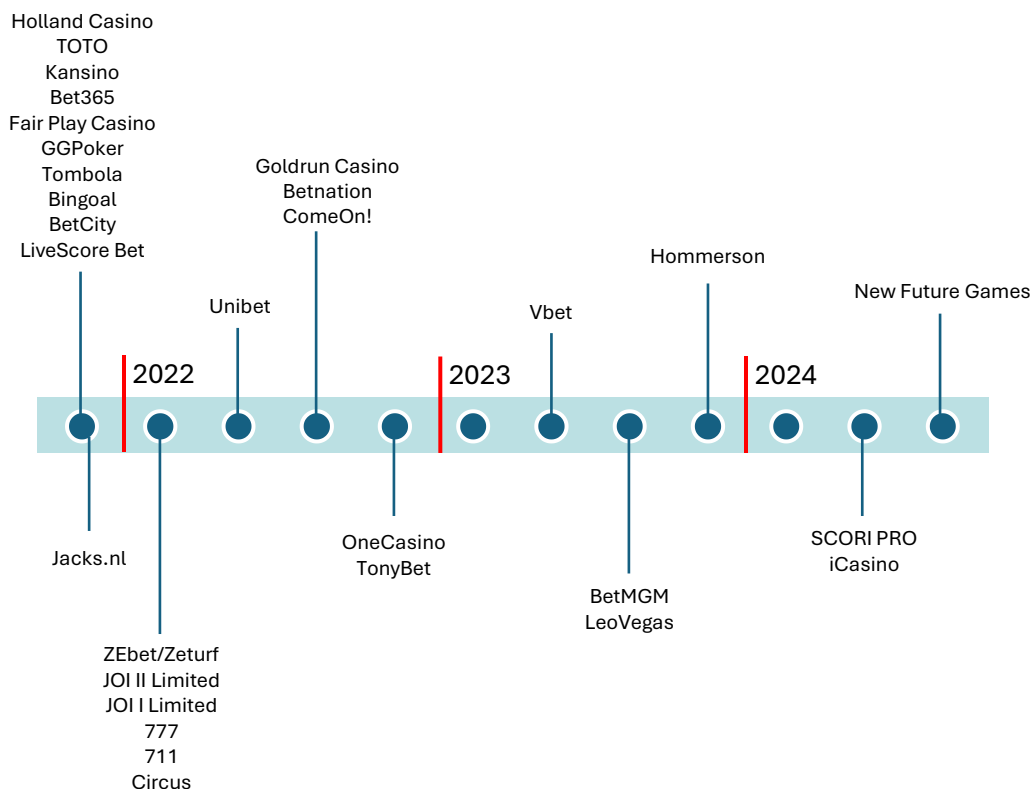 Holland Casino
TOTO
Kansino
Bet365
Fair Play Casino
GGPoker
Tombola
Bingoal
BetCity
LiveScore Bet
Goldrun Casino
Betnation
ComeOn!
Unibet
Vbet
Hommerson
New Future Games
2022
2023
2024
Jacks.nl
OneCasino
TonyBet
SCORI PRO
iCasino
BetMGM
LeoVegas
ZEbet/Zeturf
JOI II Limited
JOI I Limited
777
711
Circus